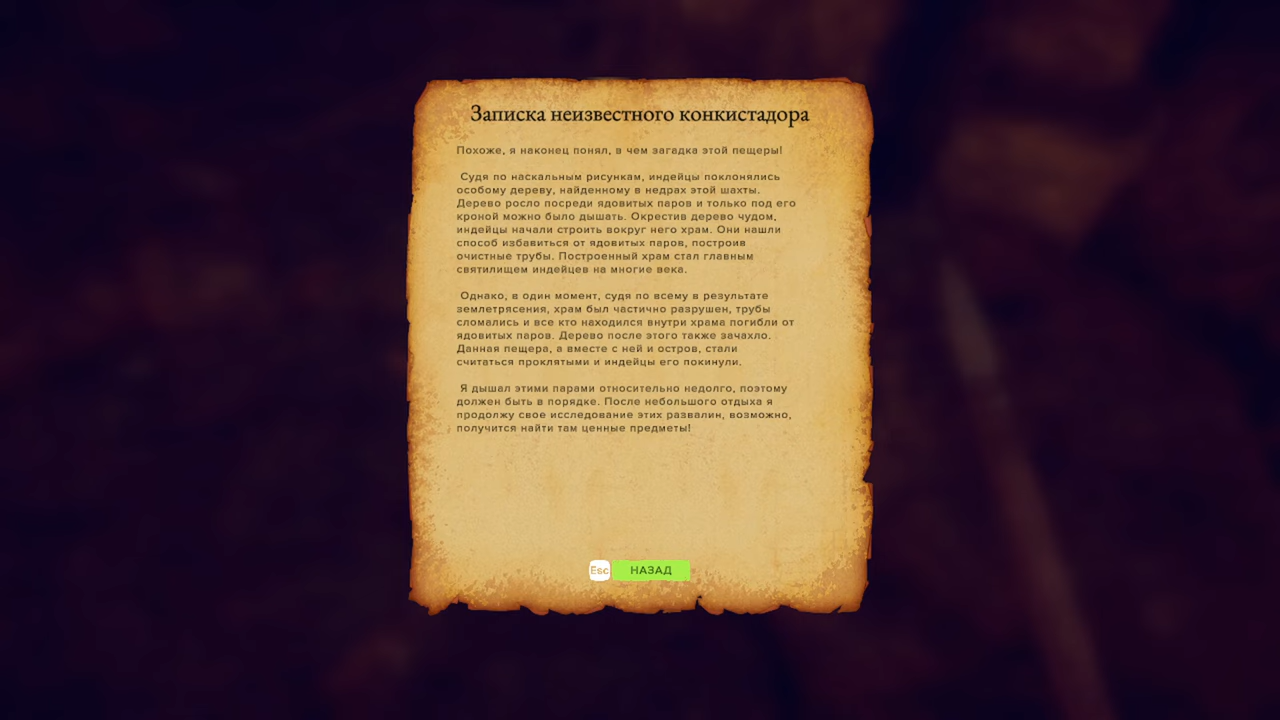 Записка неизвестного конкистадора
Похоже, я наконец понял, в чем загадка этой пещеры!
Судя по наскальным рисункам, индейцы поклонялись
особому дереву, найденному в недрах этой шахты.
Дерево росло посреди ядовитых паров и только под его
кроной можно было дышать. Окрестив дерево чудом,
индейцы начали строить вокруг него храм. Они нашли
способ избавиться от ядовитых паров, построив
очистные трубы. Построенный храм стал главным
святилищем индейцев на многие века.
Однако, в один момент, судя по всему в результате
землетрясения, храм был частично разрушен, трубы
сломались и все кто находился внутри храма погибли от
ядовитых паров. Дерево после этого также зачахло.
Данная пещера, а вместе с ней и остров, стали
считаться проклятыми и индейцы его покинули.
Я дышал этими парами относительно недолго, поэтому
должен быть в порядке. После небольшого отдыха я
продолжу свое исследование этих развалин, возможно,
получится найти там ценные предметы!
Esc НАЗАД